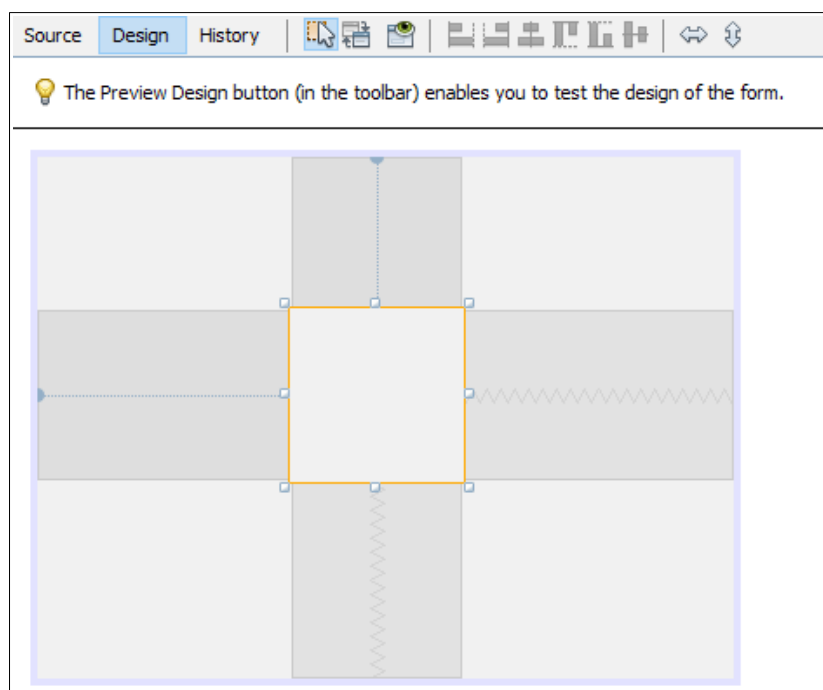 Source Design History
The Preview Design button (in the toolbar) enables you to test the design of the form.